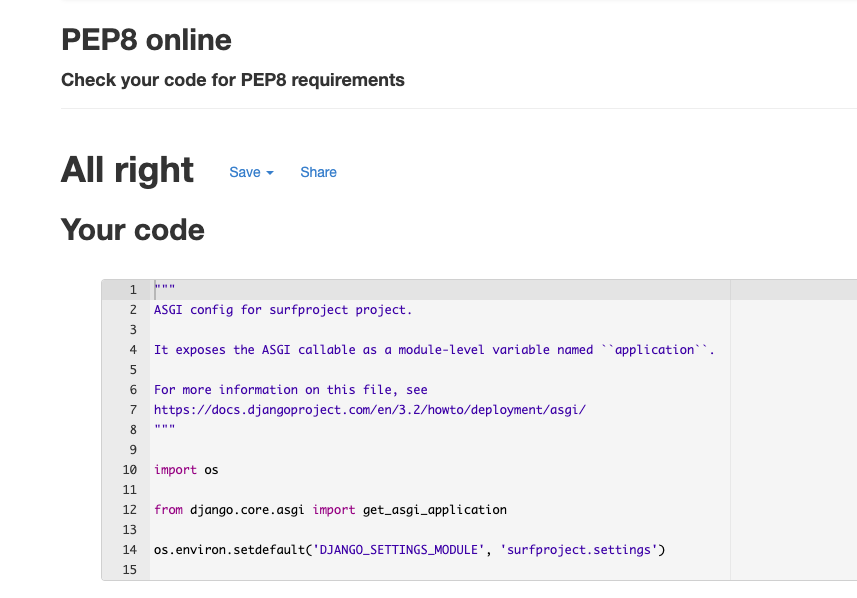 PEP8 online
Check your code for PEP8 requirements
All right Save Share
Your code
1 """
2 ASGI config for surfproject project.
3
4 It exposes the ASGI callable as a module-level variable named ``application``.
5
6 For more information on this file, see
7 https://docs.djangoproject.com/en/3.2/howto/deployment/asgi/
8 """
9
10 import os
11
12 from django.core.asgi import get_asgi_application
13
14 os.environ.setdefault('DJANGO_SETTINGS_MODULE', 'surfproject.settings')
15